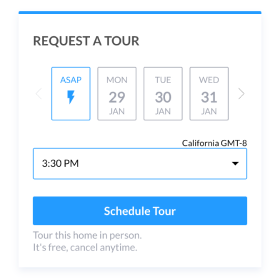 REQUEST A TOUR
ASAP MON TUE WED
29 30 31
JAN JAN JAN
California GMT-8
3:30 PM
Schedule Tour
Tour this home in person.
It's free, cancel anytime.